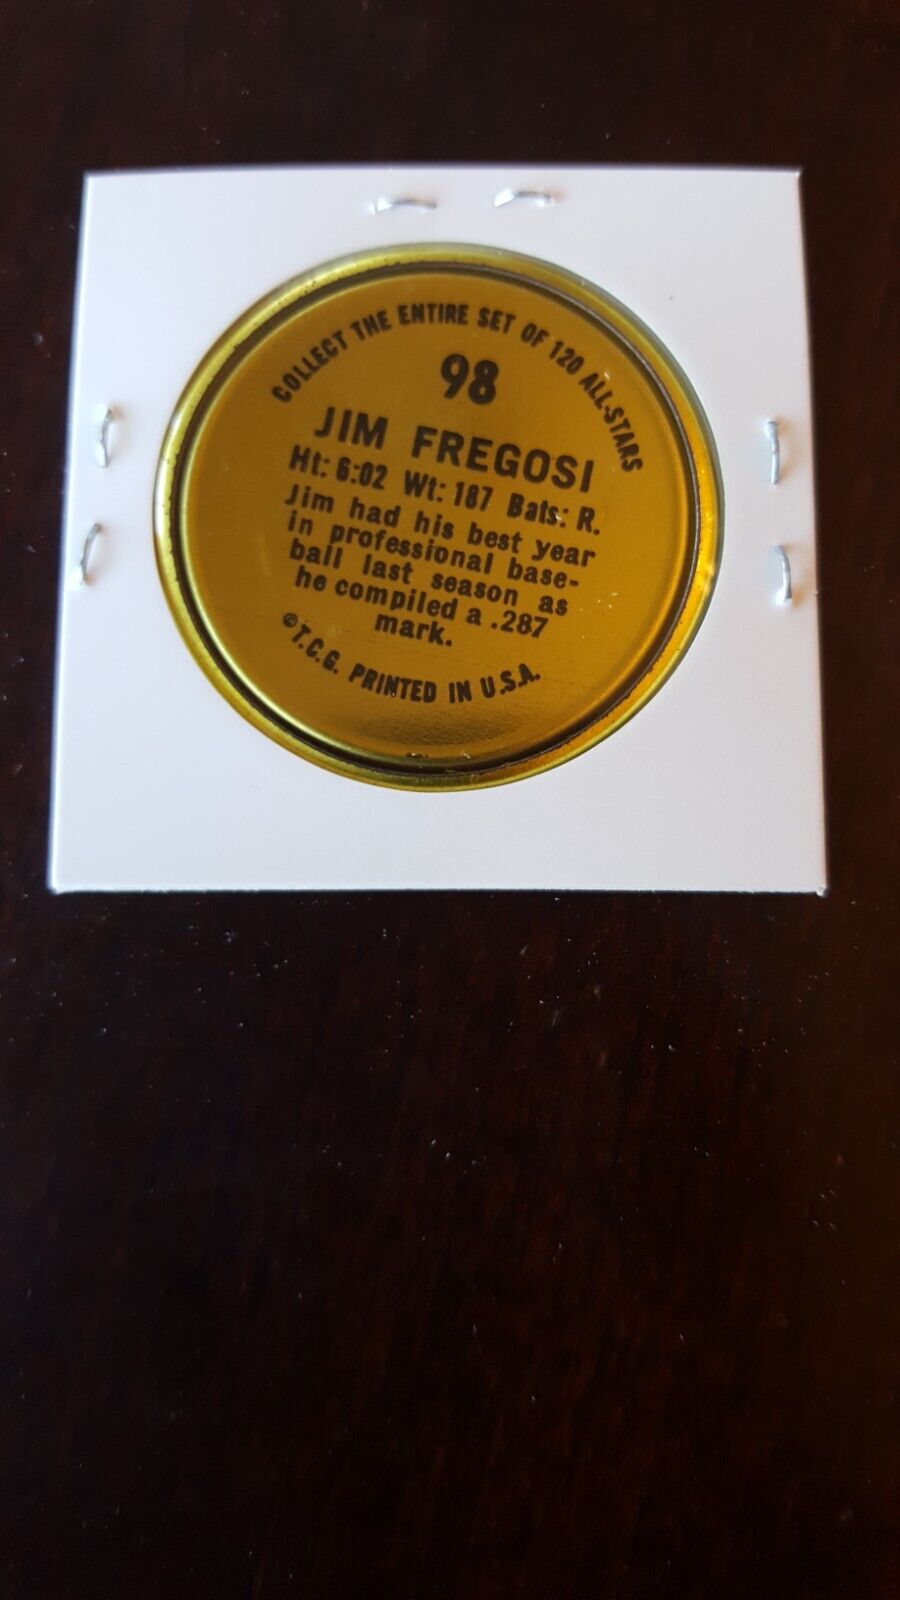 COLLECT THE ENTIRE SET OF 120 ALL-STARS
98
JIM FREGOSI
Ht: 6:02 Wt: 187 Bats: R.
Jim had his best year
in professional base-
ball last season as
he compiled a .287
mark.
©T.C.G. PRINTED IN U.S.A.